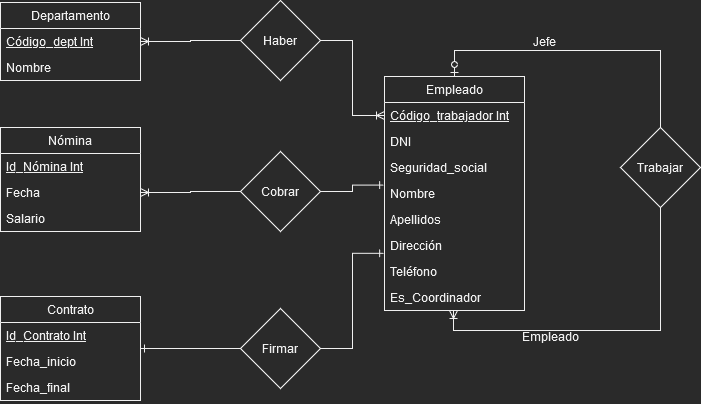 Departamento
Código_dept Int
Nombre
Haber
Jefe
Empleado
Código_trabajador Int
DNI
Seguridad_social
Nombre
Apellidos
Dirección
Teléfono
Es_Coordinador
Trabajar
Nómina
Id_Nómina Int
Fecha
Salario
Cobrar
Contrato
Id_Contrato Int
Fecha_inicio
Fecha_final
Firmar
Empleado